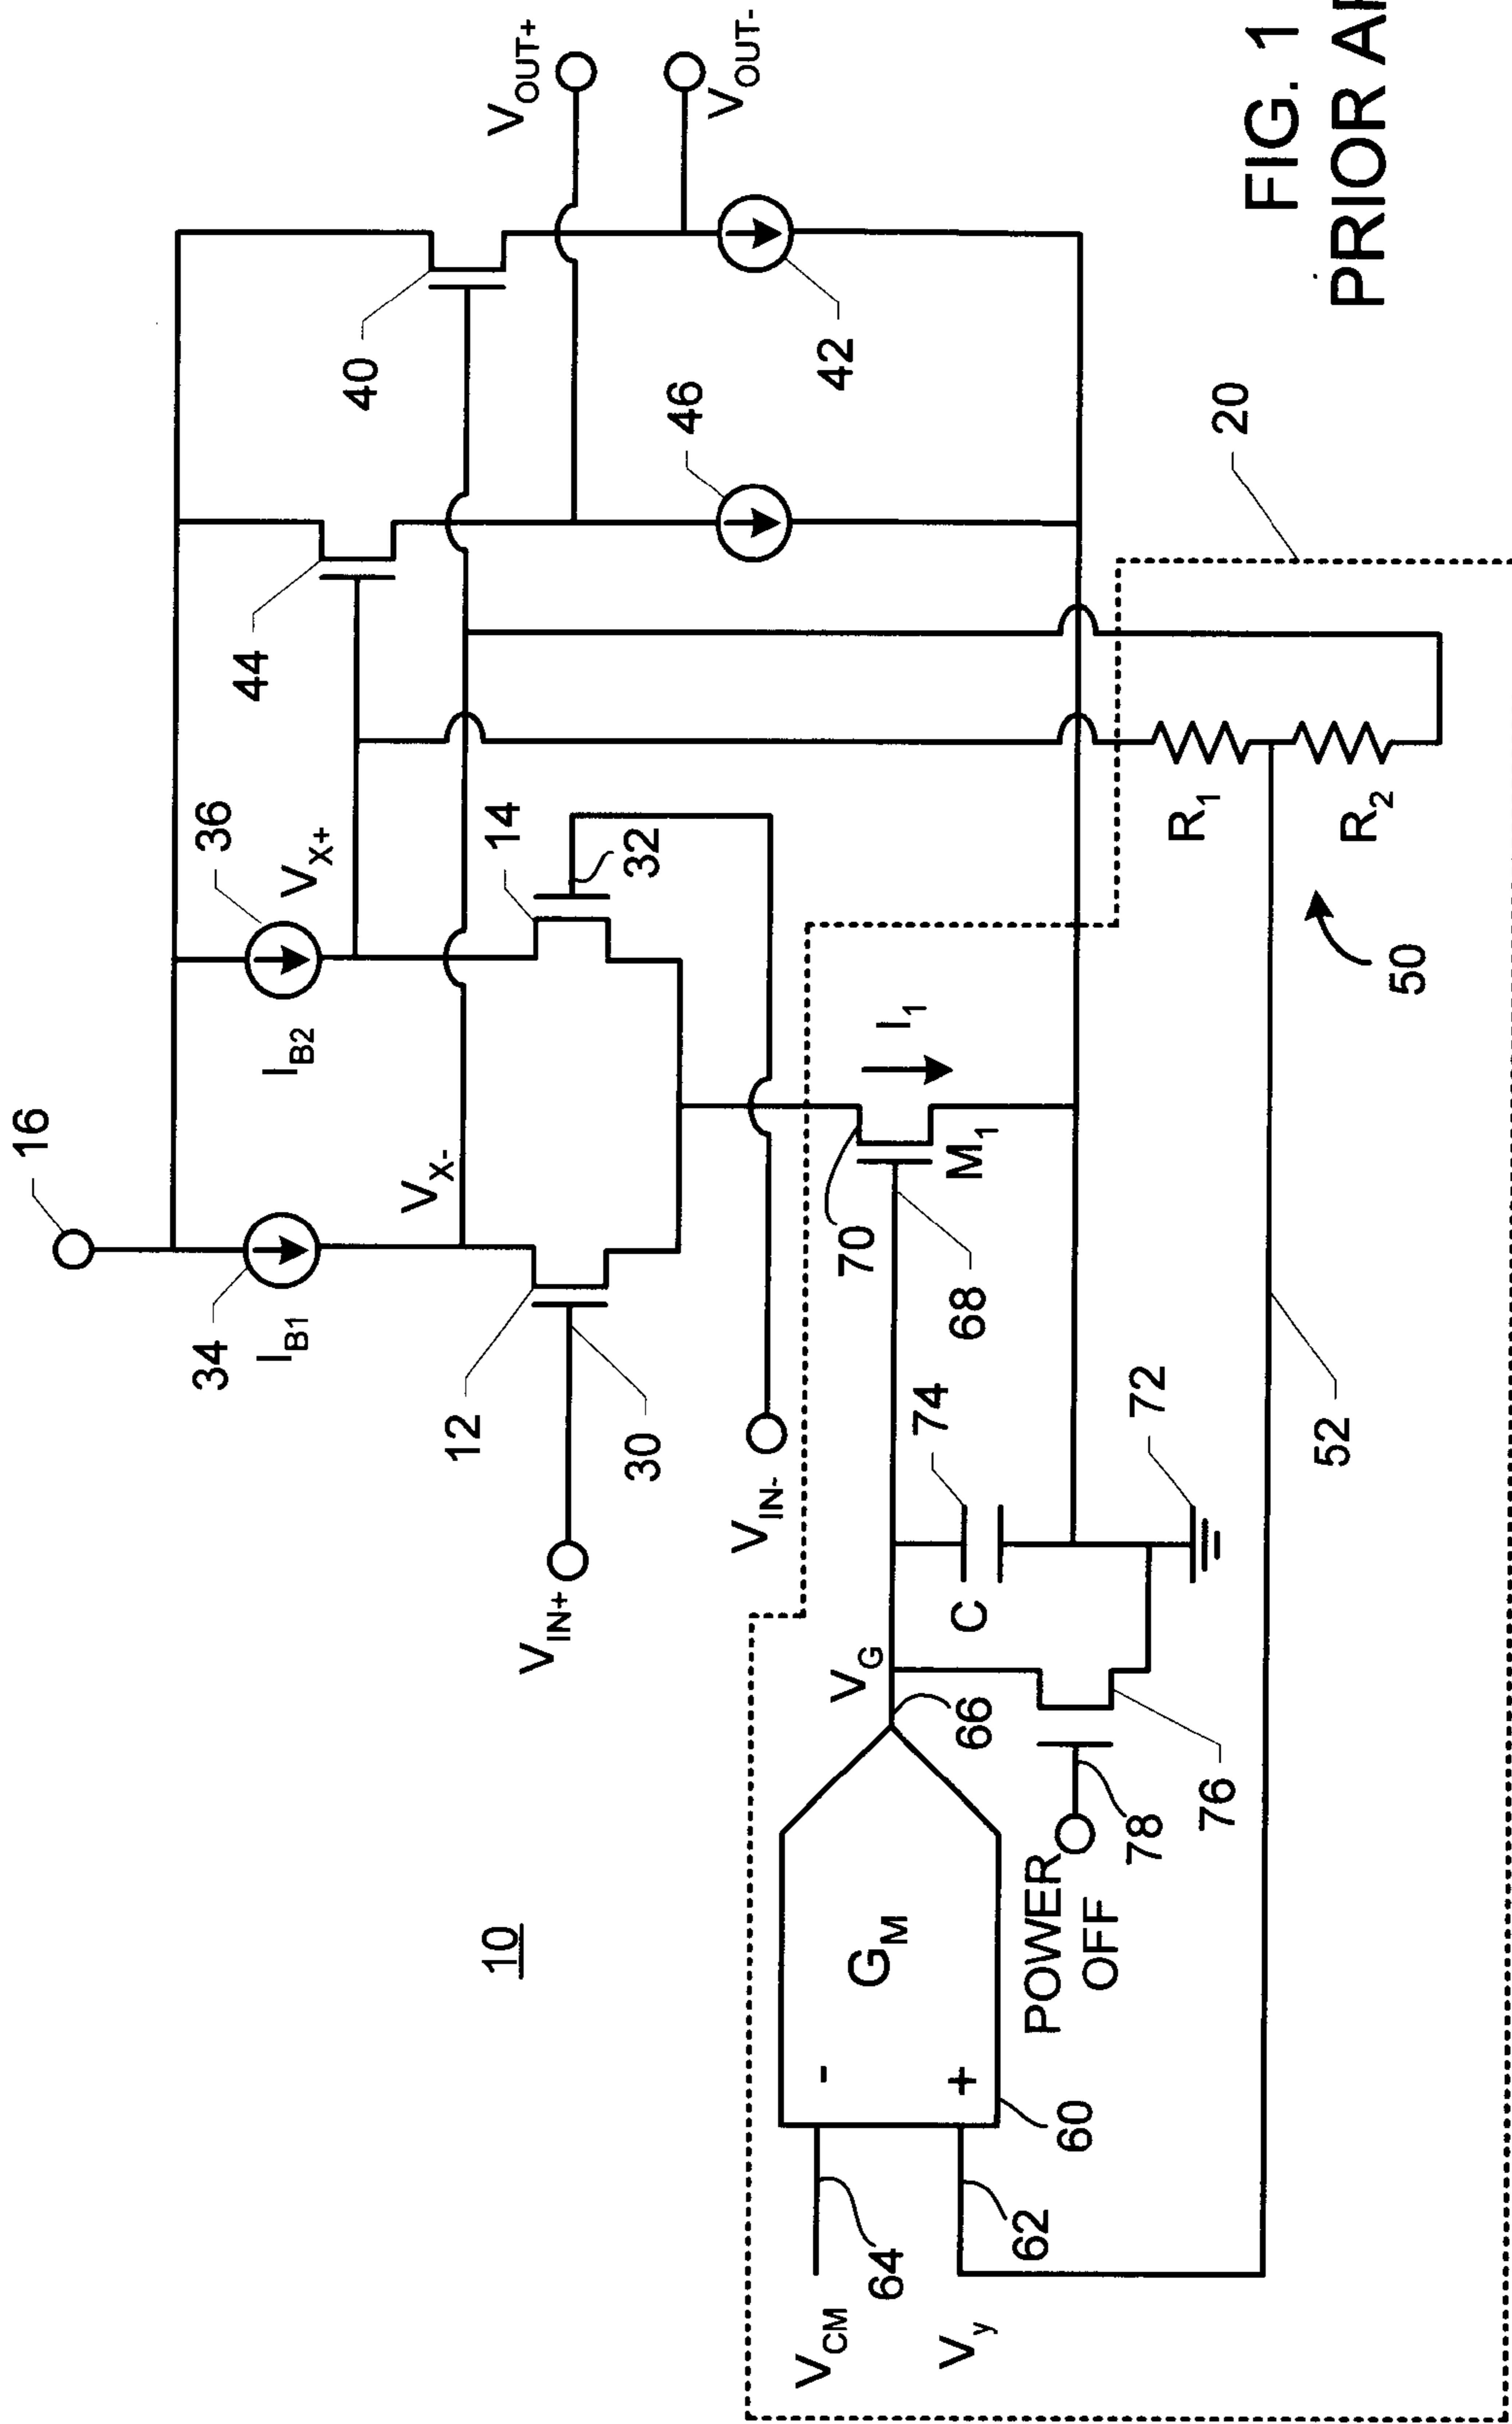 16
34
I_B1
I_B2
36
V_X-
V_X+
44
40
V_OUT+
V_OUT-
12
30
V_IN+
V_IN-
14
32
46
42
10
20
70
I_1
68
M_1
74
C
72
V_G
66
G_M
-
+
60
64
62
V_CM
V_y
POWER
OFF
78
76
52
50
R_1
R_2
FIG. 1
PRIOR